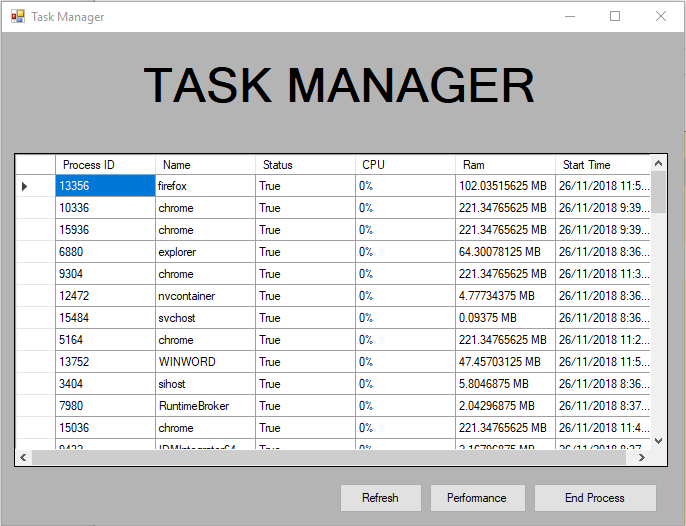 Task Manager
TASK MANAGER
Process ID Name Status CPU Ram Start Time
13356 firefox True 0% 102.03515625 MB 26/11/2018 11:5...
10336 chrome True 0% 221.34765625 MB 26/11/2018 9:39...
15936 chrome True 0% 221.34765625 MB 26/11/2018 9:39...
6880 explorer True 0% 64.30078125 MB 26/11/2018 8:36...
9304 chrome True 0% 221.34765625 MB 26/11/2018 11:3...
12472 nvcontainer True 0% 4.77734375 MB 26/11/2018 8:36...
15484 svchost True 0% 0.09375 MB 26/11/2018 8:36...
5164 chrome True 0% 221.34765625 MB 26/11/2018 11:2...
13752 WINWORD True 0% 47.45703125 MB 26/11/2018 11:5...
3404 sihost True 0% 5.8046875 MB 26/11/2018 8:36...
7980 RuntimeBroker True 0% 2.04296875 MB 26/11/2018 8:37...
15036 chrome True 0% 221.34765625 MB 26/11/2018 11:4...
True 0% 26/11/2018 8:37...
Refresh Performance End Process